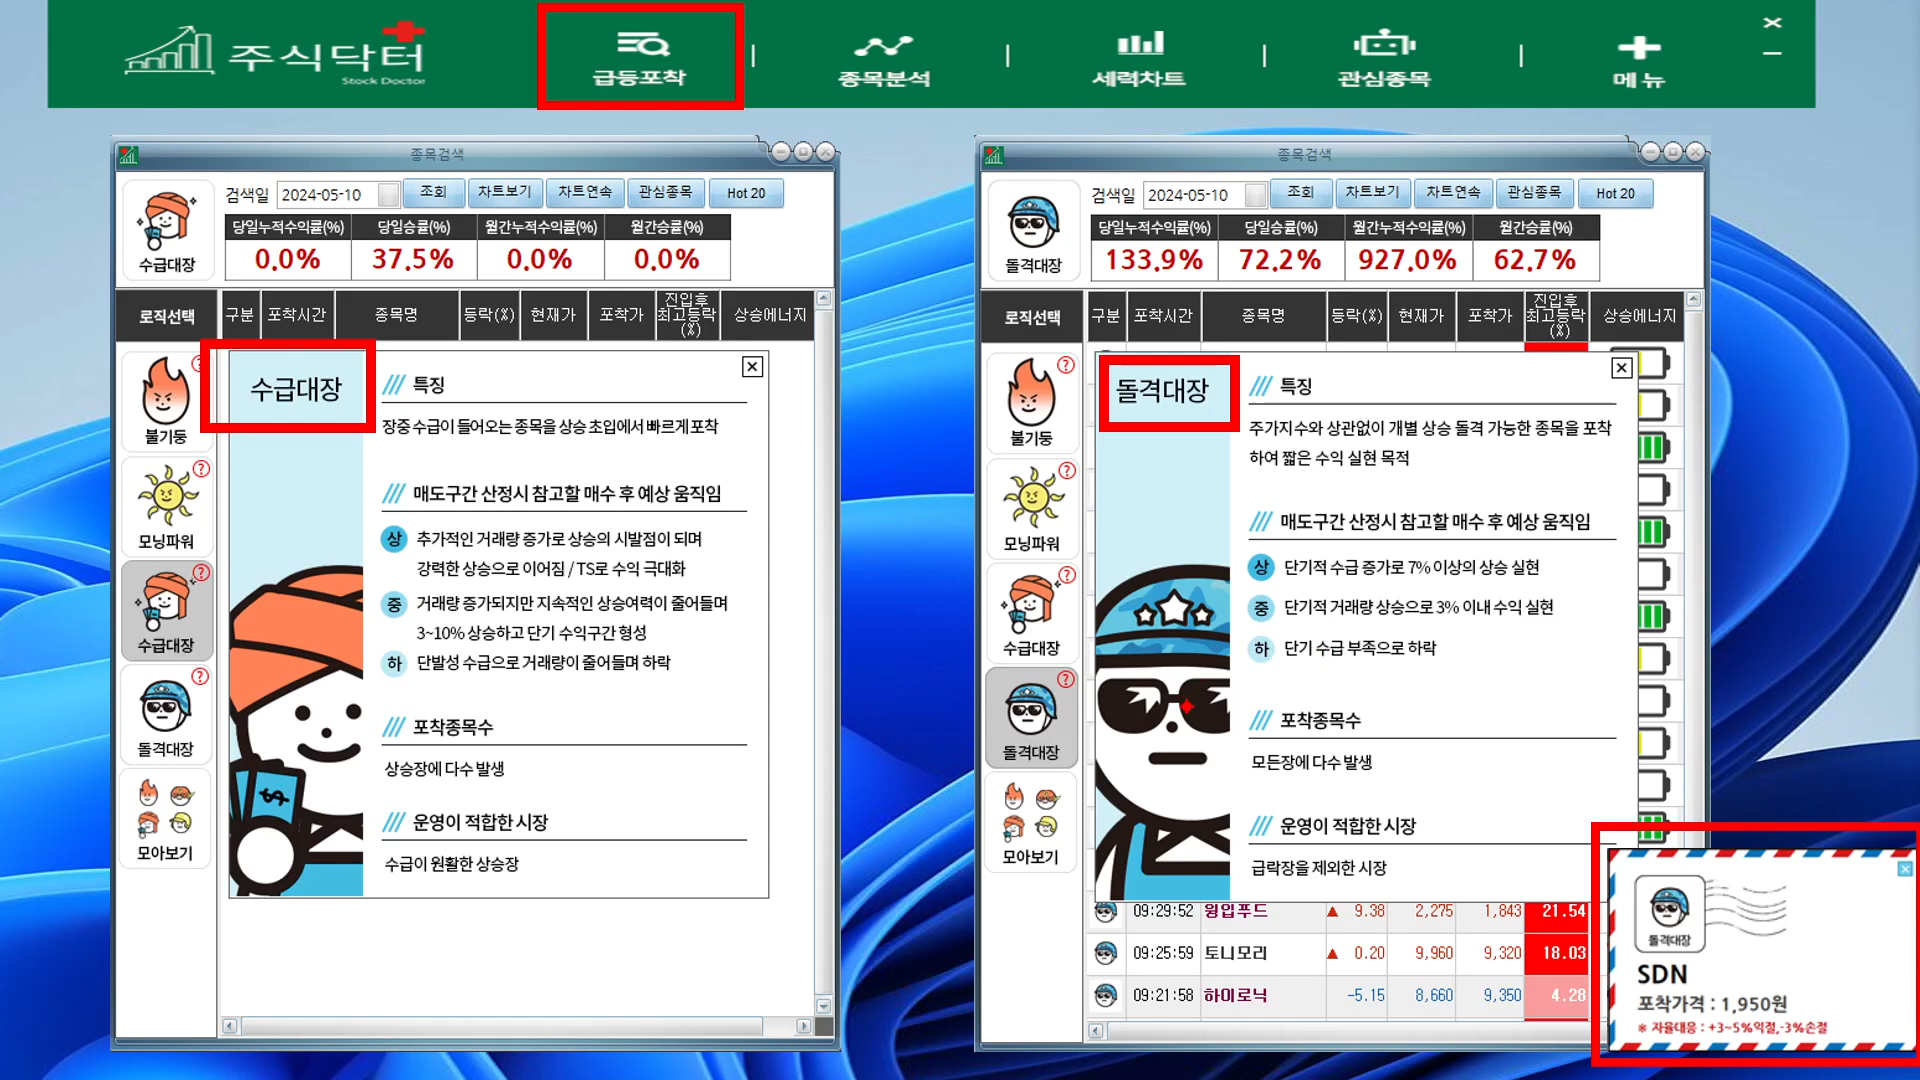 주식닥터
Stock Doctor
급등포착
종목분석
세력차트
관심종목
메뉴
종목검색
수급대장
검색일
2024-05-10
조회
차트보기
차트연속
관심종목
Hot 20
당일누적수익률(%) 당일승률(%) 월간누적수익률(%) 월간승률(%)
0.0% 37.5% 0.0% 0.0%
로직선택
구분 포착시간 종목명 등락(%) 현재가 포착가 진입후 최고등락 (%) 상승에너지
불기둥
모닝파워
수급대장
돌격대장
모아보기
수급대장
/// 특징
장중 수급이 들어오는 종목을 상승 초입에서 빠르게 포착
/// 매도구간 산정시 참고할 매수 후 예상 움직임
상 추가적인 거래량 증가로 상승의 시발점이 되며
강력한 상승으로 이어짐 / TS로 수익 극대화
중 거래량 증가되지만 지속적인 상승여력이 줄어들며
3~10% 상승하고 단기 수익구간 형성
하 단발성 수급으로 거래량이 줄어들며 하락
/// 포착종목수
상승장에 다수 발생
/// 운영이 적합한 시장
수급이 원활한 상승장
종목검색
돌격대장
검색일
2024-05-10
조회
차트보기
차트연속
관심종목
Hot 20
당일누적수익률(%) 당일승률(%) 월간누적수익률(%) 월간승률(%)
133.9% 72.2% 927.0% 62.7%
로직선택
구분 포착시간 종목명 등락(%) 현재가 포착가 진입후 최고등락 (%) 상승에너지
불기둥
모닝파워
수급대장
돌격대장
모아보기
돌격대장
/// 특징
주가지수와 상관없이 개별 상승 돌격 가능한 종목을 포착
하여 짧은 수익 실현 목적
/// 매도구간 산정시 참고할 매수 후 예상 움직임
상 단기적 수급 증가로 7% 이상의 상승 실현
중 단기적 거래량 상승으로 3% 이내 수익 실현
하 단기 수급 부족으로 하락
/// 포착종목수
모든장에 다수 발생
/// 운영이 적합한 시장
급락장을 제외한 시장
09:29:52 윙입푸드 ▲ 9.38 2,275 1,843 21.54
09:25:59 토니모리 ▲ 0.20 9,960 9,320 18.03
09:21:58 하이로닉 -5.15 8,660 9,350 4.28
돌격대장
SDN
포착가격 : 1,950원
※ 자율대응 : +3~5%익절,-3%손절